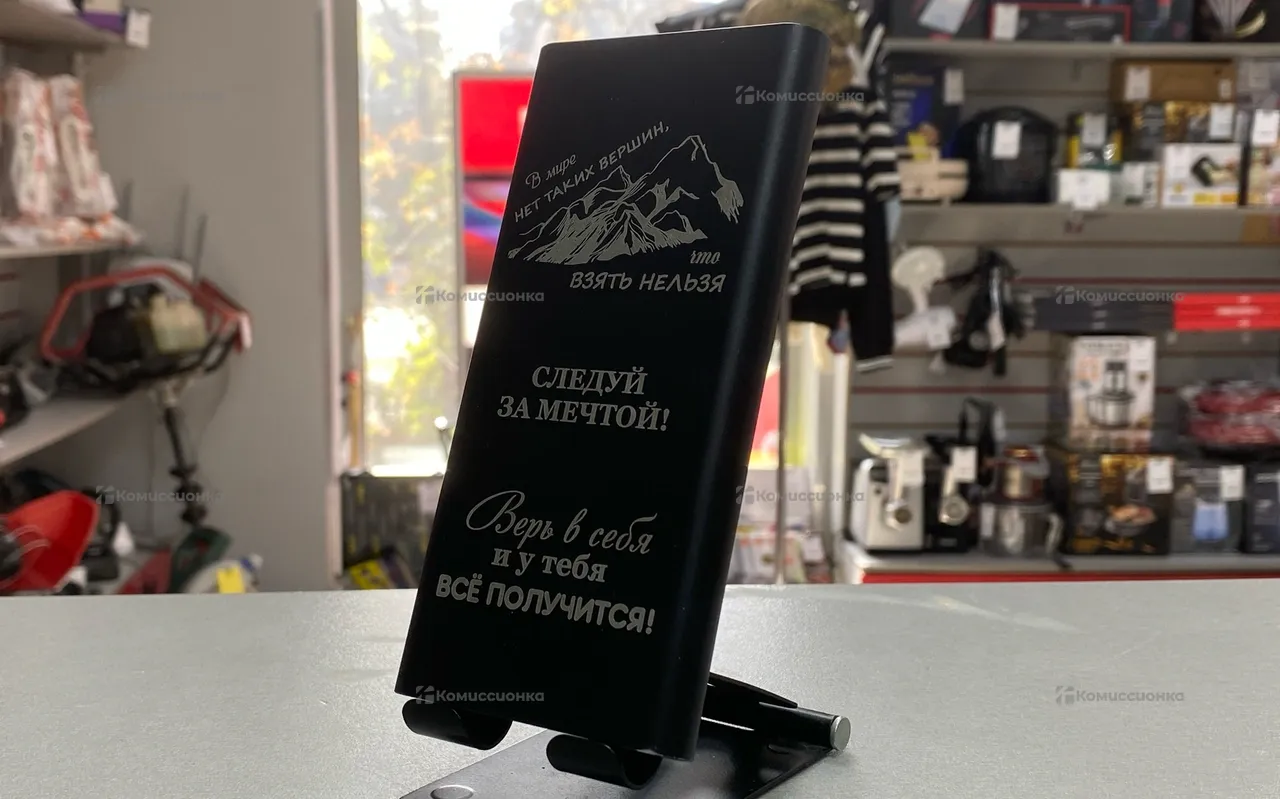 В мире
НЕТ ТАКИХ ВЕРШИН,
что
ВЗЯТЬ НЕЛЬЗЯ
СЛЕДУЙ
ЗА МЕЧТОЙ!
Верь в себя
и у тебя
ВСЁ ПОЛУЧИТСЯ!
Комиссионка
Комиссионка
Комиссионка
Комиссионка
Комиссионка
Комиссионка
Комиссионка